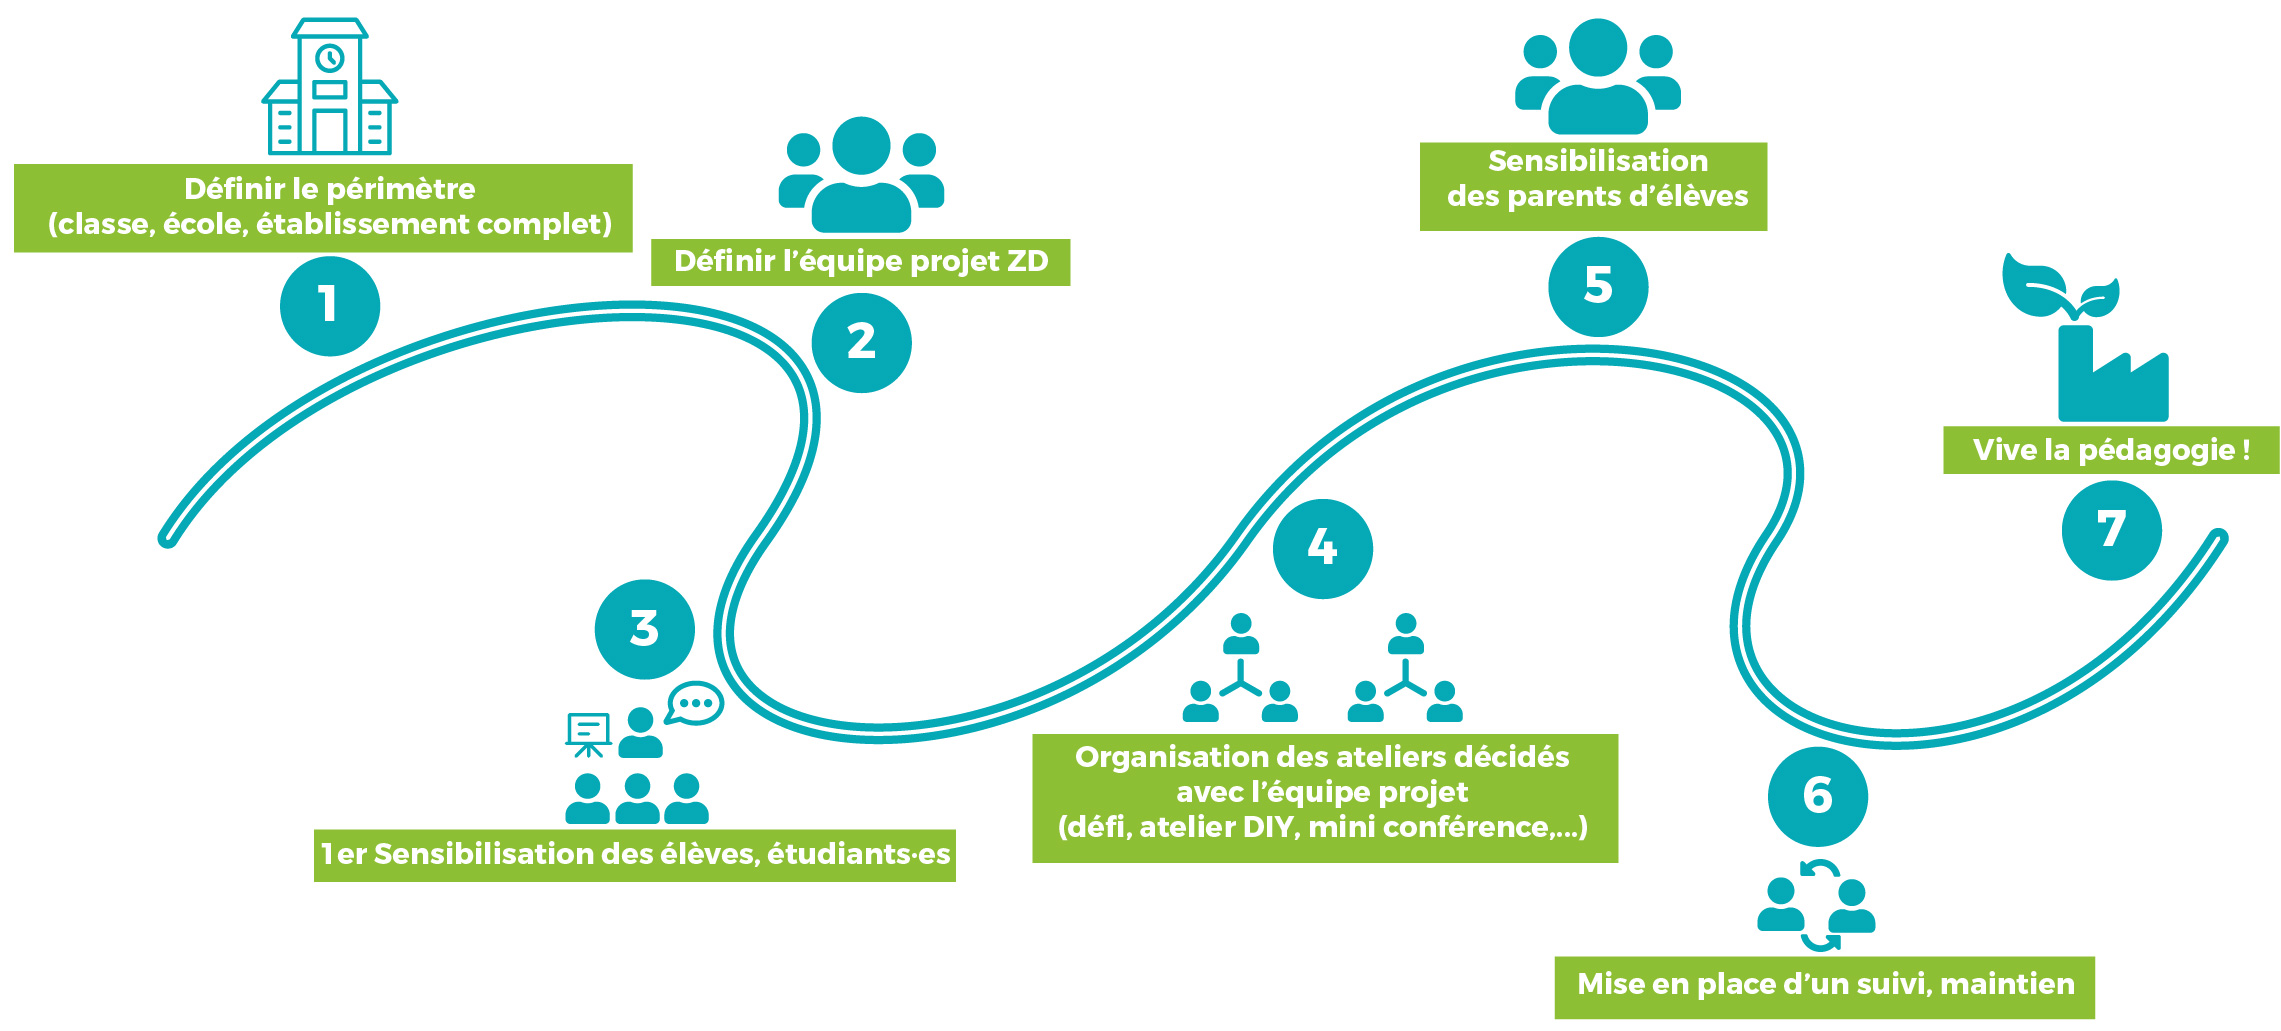 Définir le périmètre
(classe, école, établissement complet)
1
Définir l'équipe projet ZD
2
3
1er Sensibilisation des élèves, étudiants·es
4
Organisation des ateliers décidés
avec l'équipe projet
(défi, atelier DIY, mini conférence,...)
Sensibilisation
des parents d'élèves
5
6
Mise en place d'un suivi, maintien
Vive la pédagogie !
7